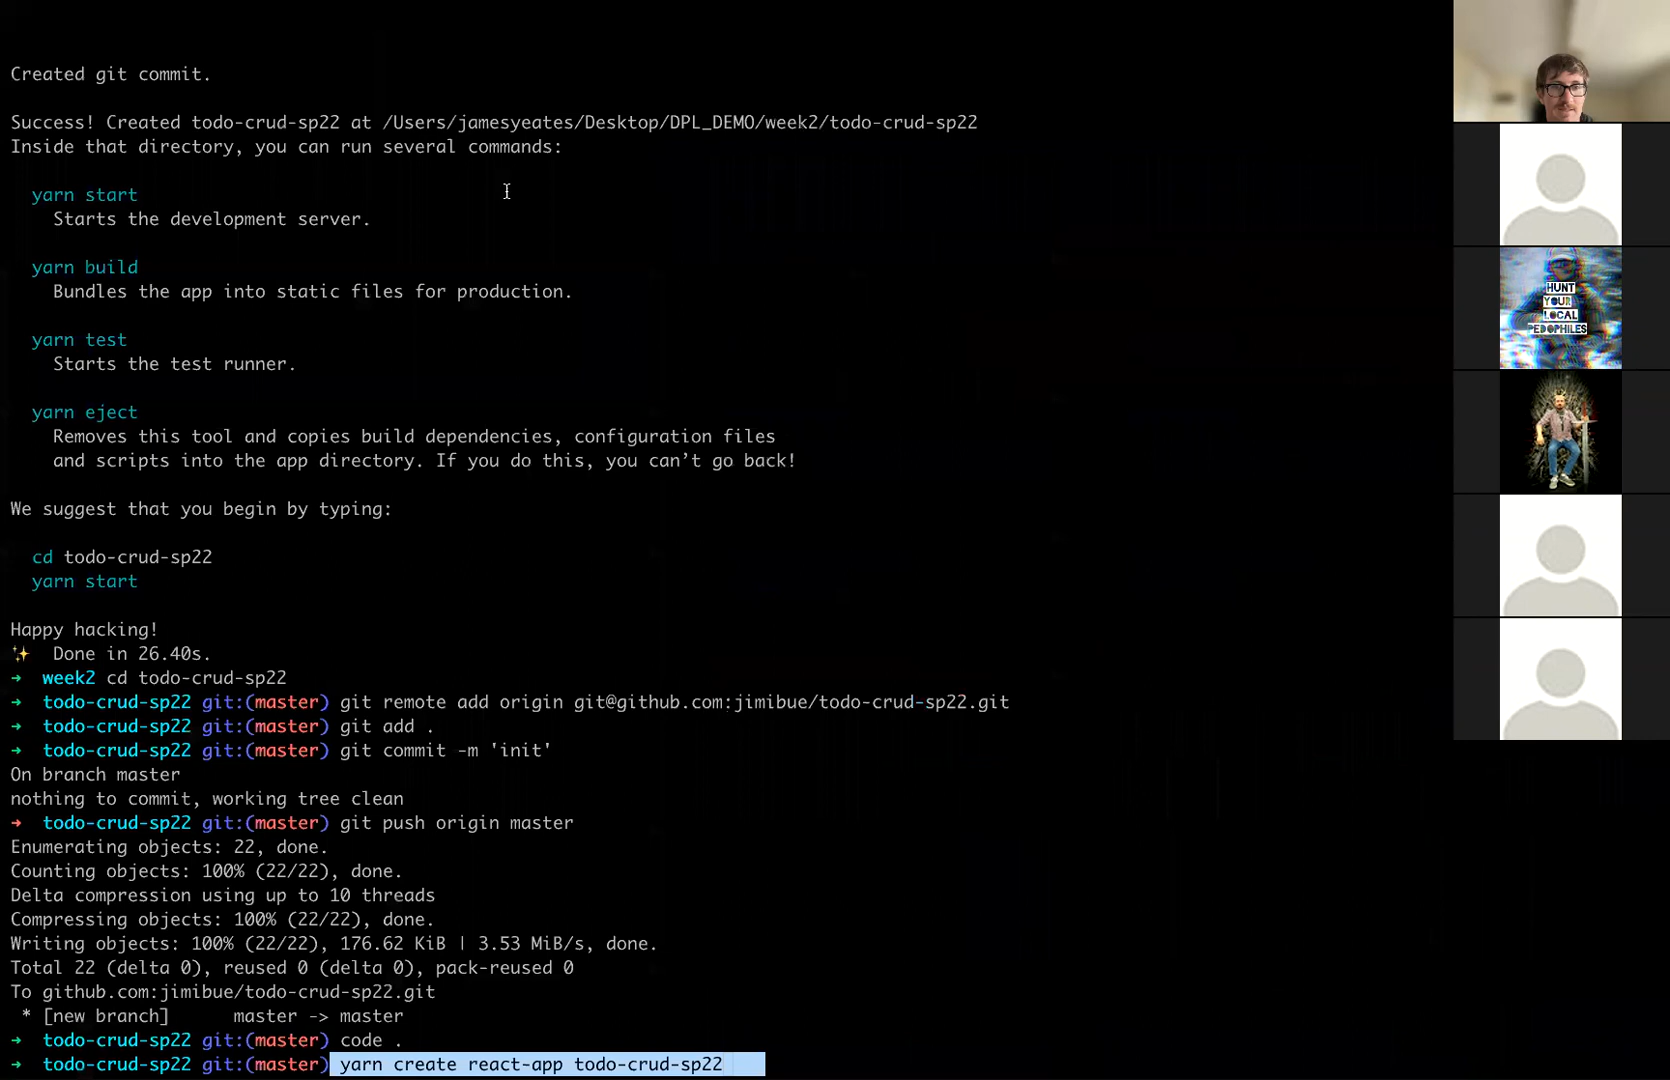 Created git commit.
Success! Created todo-crud-sp22 at /Users/jamesyeates/Desktop/DPL_DEMO/week2/todo-crud-sp22
Inside that directory, you can run several commands:
yarn start
Starts the development server.
yarn build
Bundles the app into static files for production.
yarn test
Starts the test runner.
yarn eject
Removes this tool and copies build dependencies, configuration files
and scripts into the app directory. If you do this, you can’t go back!
We suggest that you begin by typing:
cd todo-crud-sp22
yarn start
Happy hacking!
✨ Done in 26.40s.
➜ week2 cd todo-crud-sp22
➜ todo-crud-sp22 git:(master) git remote add origin git@github.com:jimibue/todo-crud-sp22.git
➜ todo-crud-sp22 git:(master) git add .
➜ todo-crud-sp22 git:(master) git commit -m 'init'
On branch master
nothing to commit, working tree clean
➜ todo-crud-sp22 git:(master) git push origin master
Enumerating objects: 22, done.
Counting objects: 100% (22/22), done.
Delta compression using up to 10 threads
Compressing objects: 100% (22/22), done.
Writing objects: 100% (22/22), 176.62 KiB | 3.53 MiB/s, done.
Total 22 (delta 0), reused 0 (delta 0), pack-reused 0
To github.com:jimibue/todo-crud-sp22.git
* [new branch] master -> master
➜ todo-crud-sp22 git:(master) code .
➜ todo-crud-sp22 git:(master) yarn create react-app todo-crud-sp22
HUNT
YOUR
LOCAL
PEDOPHILES